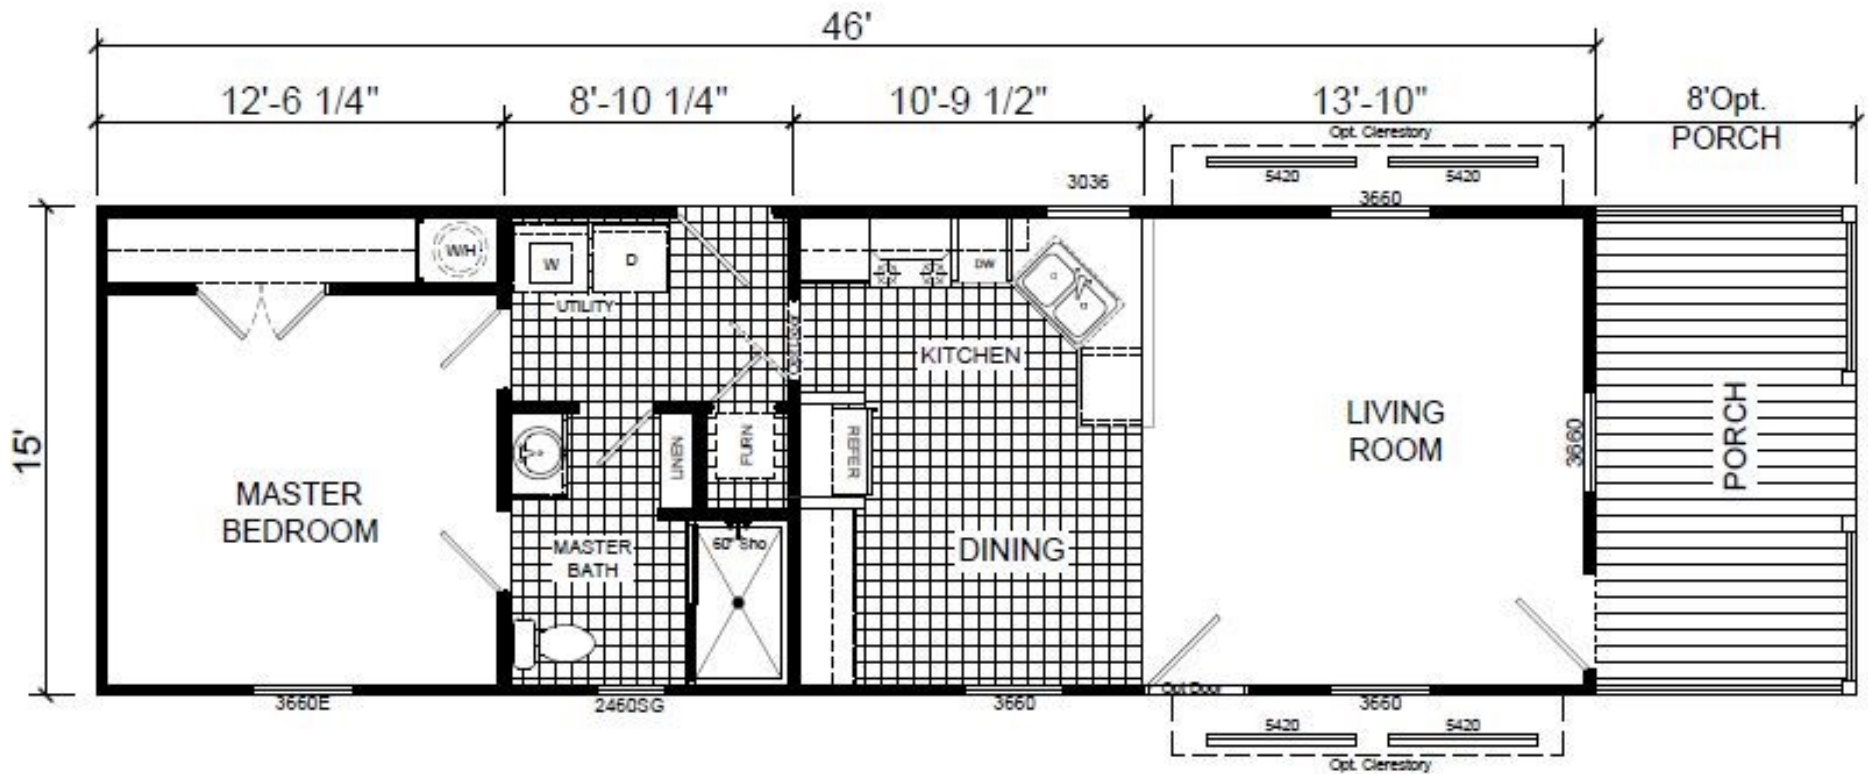 46'
12'-6 1/4"
8'-10 1/4"
10'-9 1/2"
13'-10"
8'Opt.
PORCH
Opt. Clerestory
5420
5420
3036
3660
15'
W/H
W
D
UTILITY
DW
KITCHEN
LIVING
ROOM
3660
PORCH
LINEN
FURN
REFER
MASTER
BEDROOM
MASTER
BATH
60" Sho
DINING
Opt Door
3660E
2460SG
3660
3660
5420
5420
Opt. Clerestory